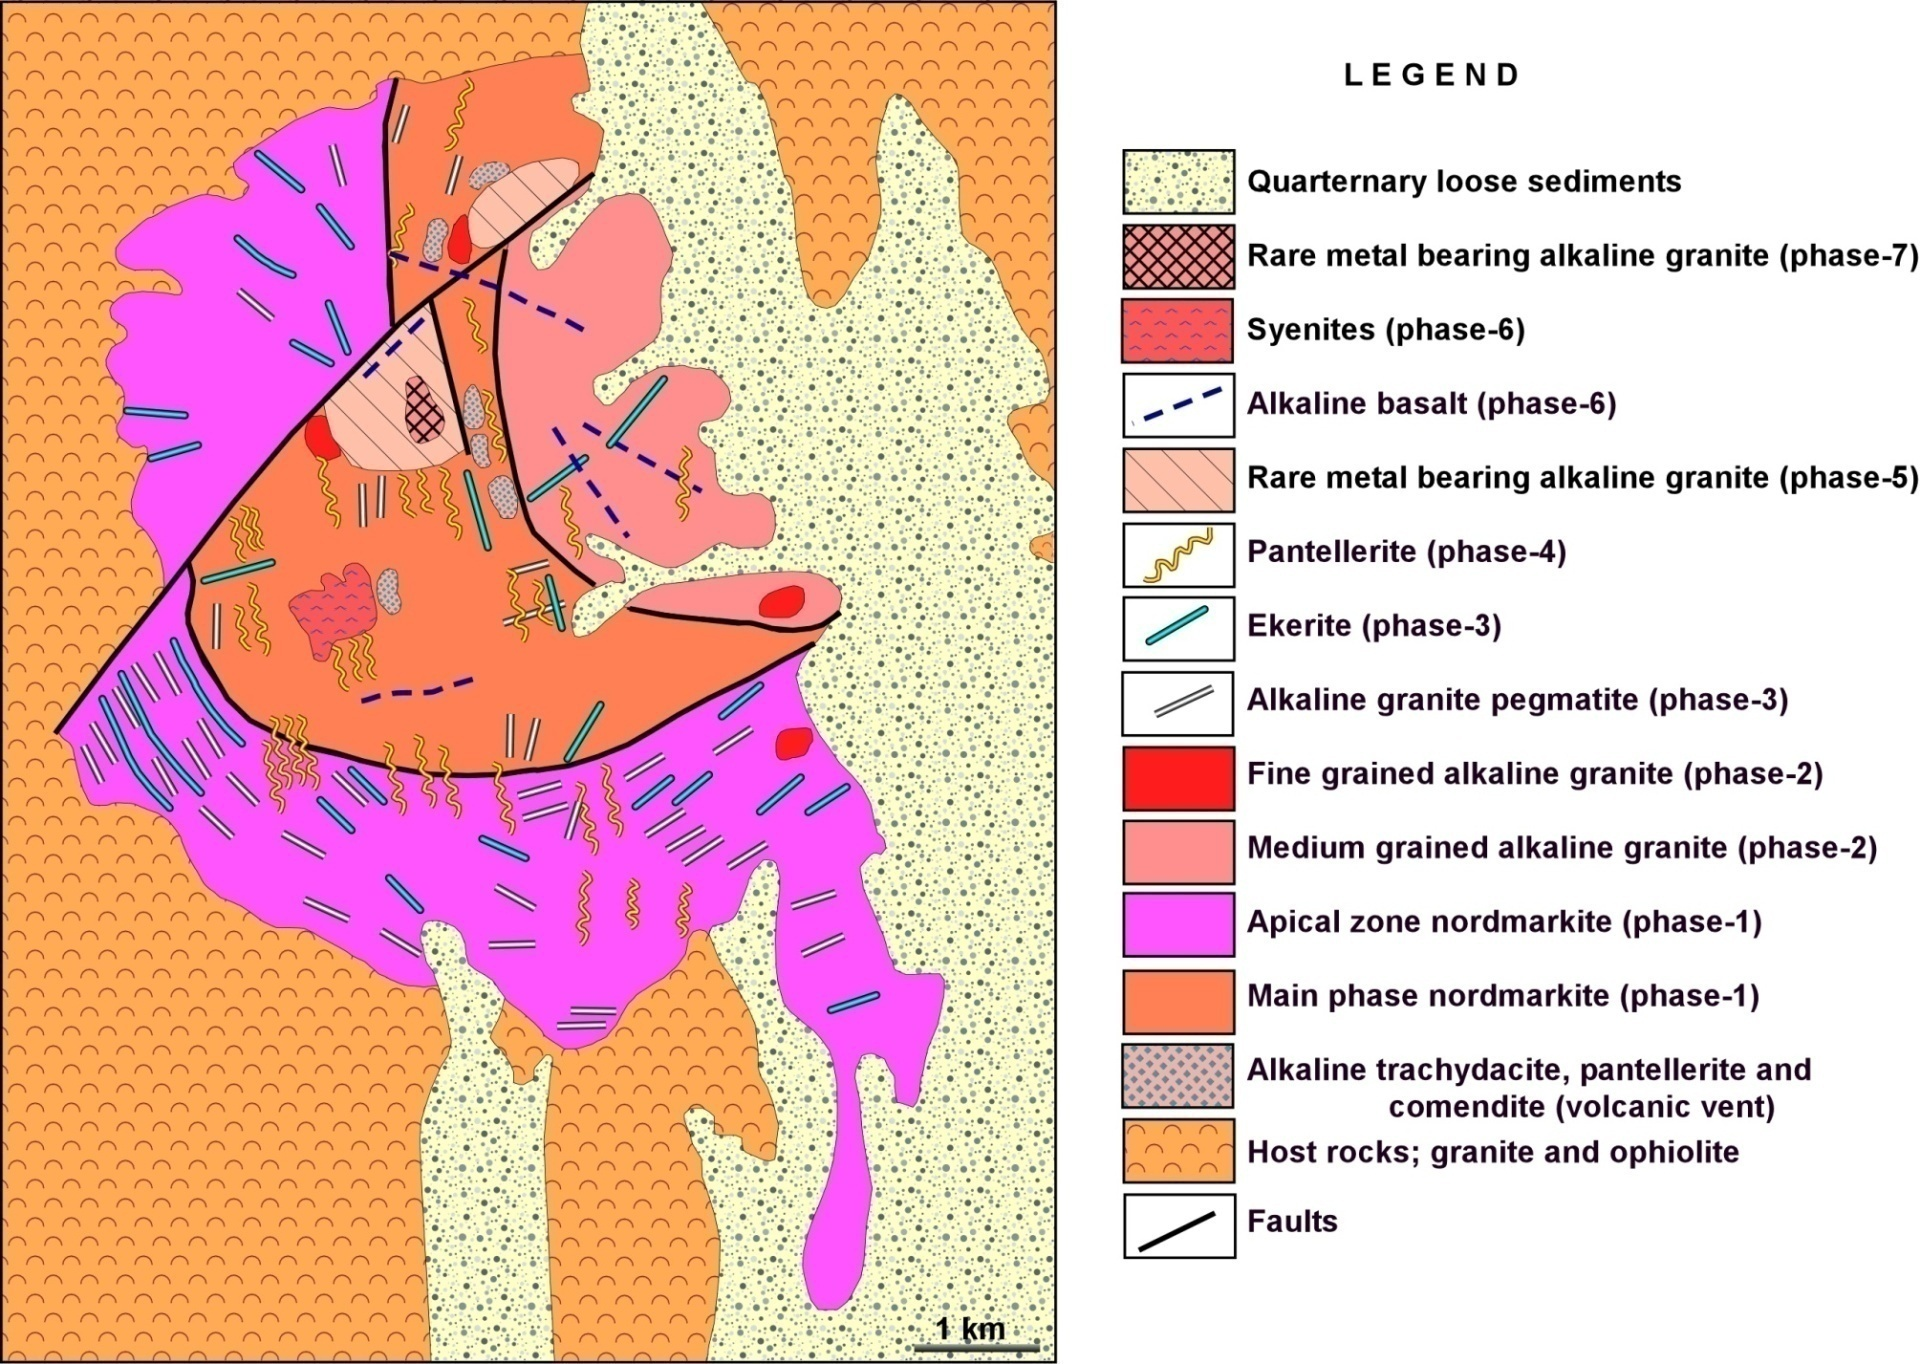 L E G E N D
Quarternary loose sediments
Rare metal bearing alkaline granite (phase-7)
Syenites (phase-6)
Alkaline basalt (phase-6)
Rare metal bearing alkaline granite (phase-5)
Pantellerite (phase-4)
Ekerite (phase-3)
Alkaline granite pegmatite (phase-3)
Fine grained alkaline granite (phase-2)
Medium grained alkaline granite (phase-2)
Apical zone nordmarkite (phase-1)
Main phase nordmarkite (phase-1)
Alkaline trachydacite, pantellerite and
comendite (volcanic vent)
Host rocks; granite and ophiolite
Faults
1 km